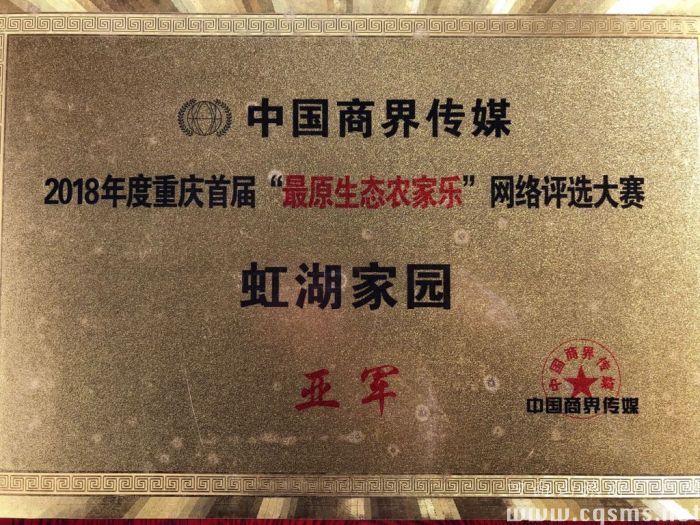 中国商界传媒
2018年度重庆首届“最原生态农家乐”网络评选大赛
虹湖家园
亚军
中国商界传媒
中国商界传媒